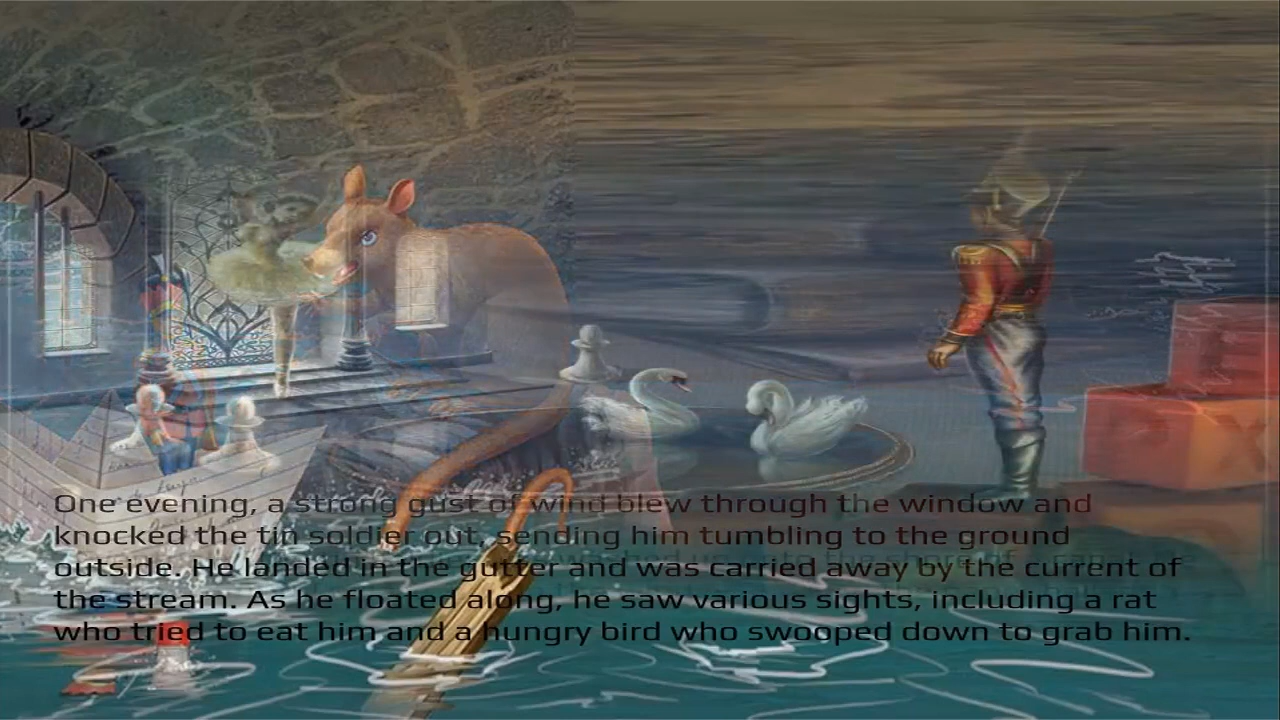 One evening, a strong gust of wind blew through the window and
knocked the tin soldier out, sending him tumbling to the ground
outside. He landed in the gutter and was carried away by the current of
the stream. As he floated along, he saw various sights, including a rat
who tried to eat him and a hungry bird who swooped down to grab him.